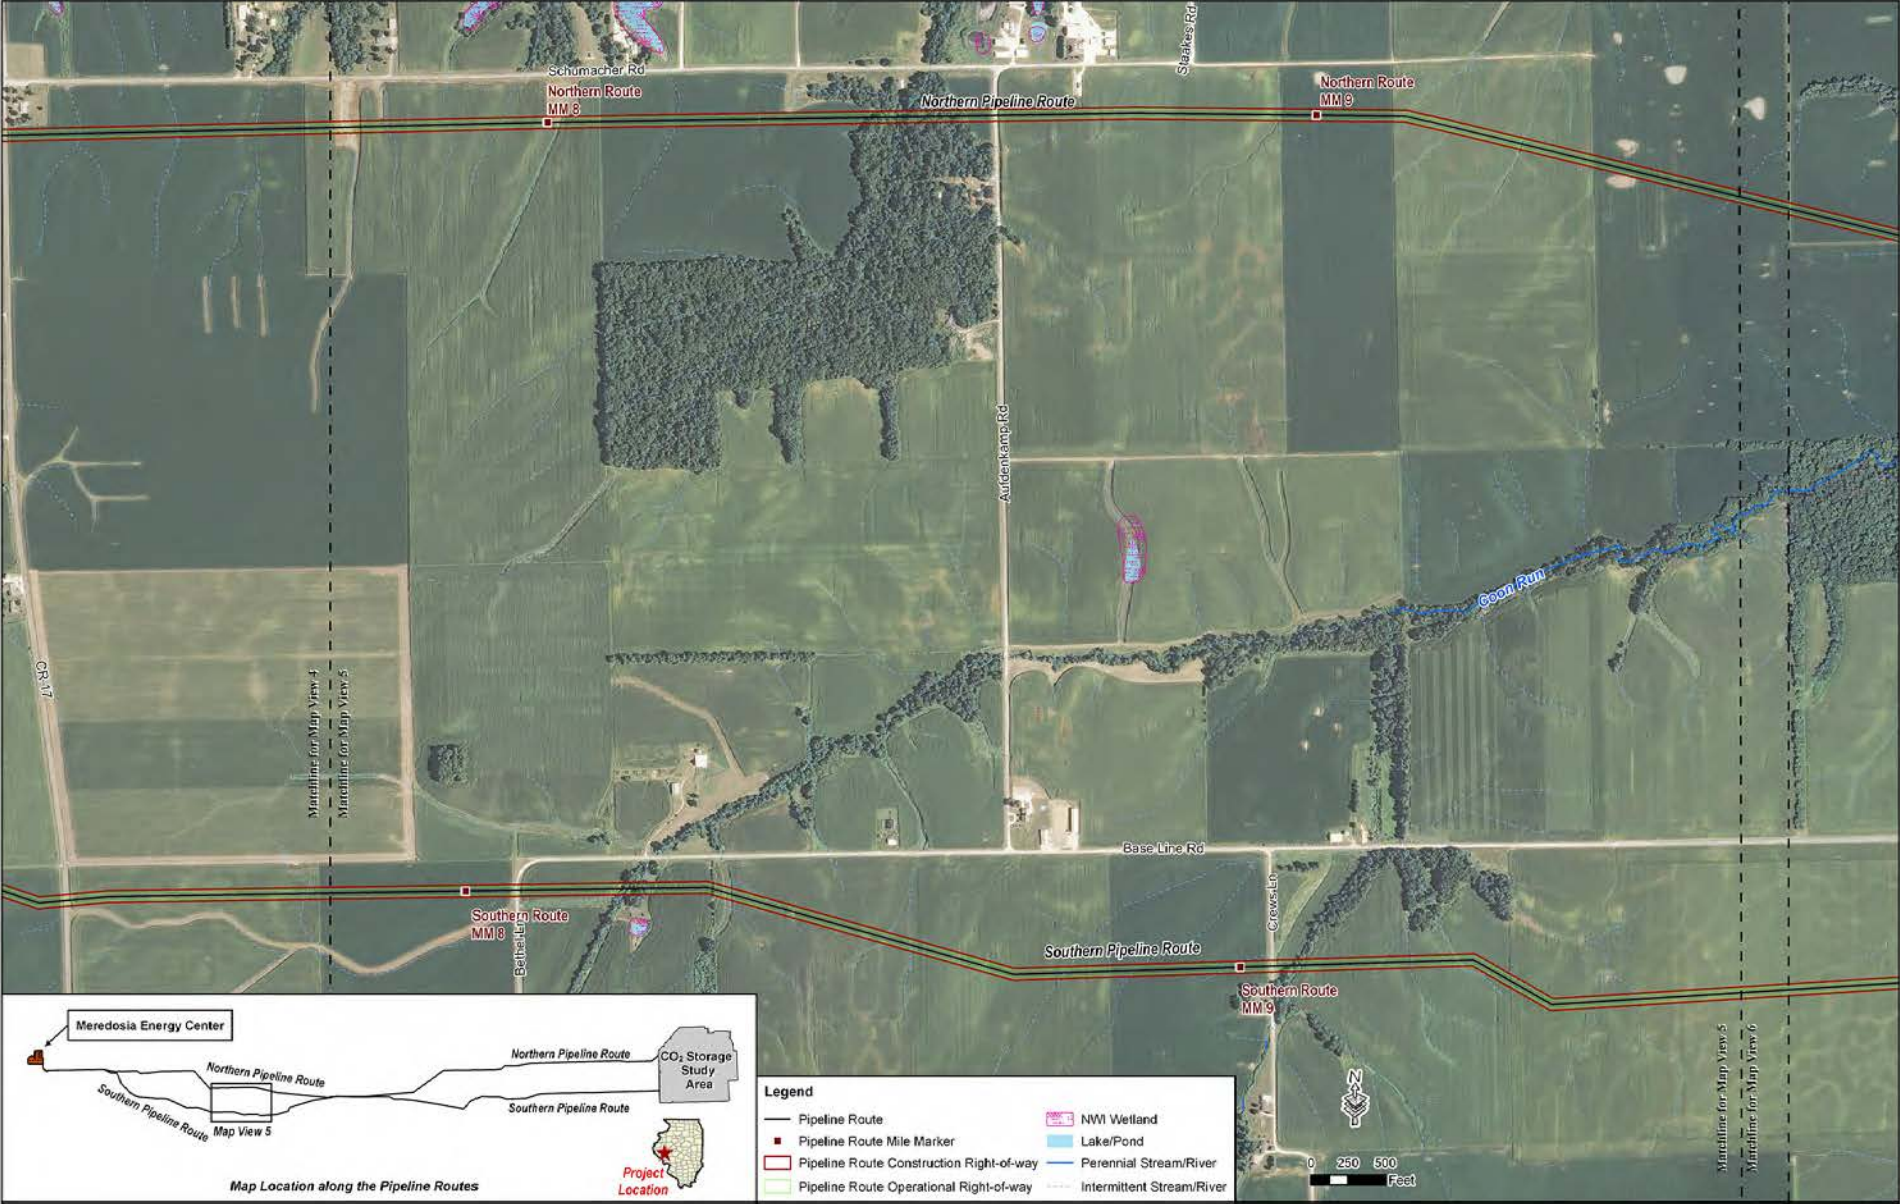 Staakes Rd
Schumacher Rd
Northern Route
MM 8
Northern Pipeline Route
Northern Route
MM 9
Aufdenkamp Rd
Coon Run
CR-17
Matchline for Map View 4
Matchline for Map View 5
Base Line Rd
Crews Ln
Southern Route
MM 8
Bethel Ln
Southern Pipeline Route
Southern Route
MM 9
Matchline for Map View 5
Matchline for Map View 6
Meredosia Energy Center
Northern Pipeline Route
Southern Pipeline Route
Map View 5
Northern Pipeline Route
Southern Pipeline Route
CO₂ Storage
Study
Area
Project
Location
Map Location along the Pipeline Routes
Legend
Pipeline Route
Pipeline Route Mile Marker
Pipeline Route Construction Right-of-way
Pipeline Route Operational Right-of-way
NWI Wetland
Lake/Pond
Perennial Stream/River
Intermittent Stream/River
N
0 250 500
Feet